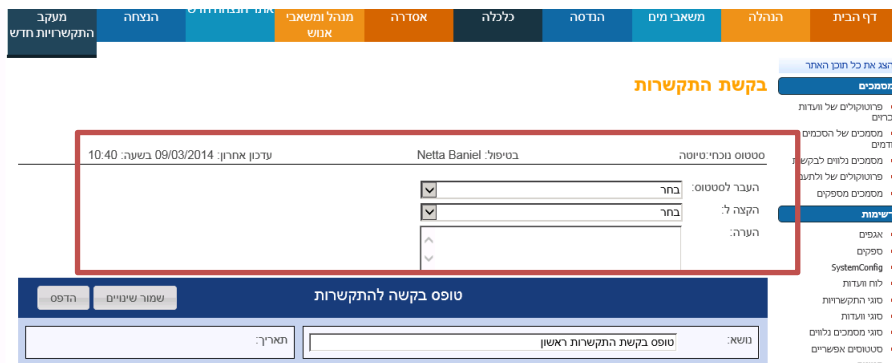 דף הבית
הנהלה
משאבי מים
הנדסה
כלכלה
אסדרה
מנהל ומשאבי
אנוש
הנצחה
מעקב
התקשרויות חדש
הצג את כל תוכן האתר
מסמכים
פרוטוקולים של וועדות
מסמכים של הסכמים
מסמכים נלווים
פרוטוקולים של
מסמכים מספקים
רשימות
אגפים
ספקים
SystemConfig
לוח וועדות
סוגי התקשרויות
סוגי וועדות
סוגי מסמכים נלווים
סטטוסים אפשריים
בקשת התקשרות
סטטוס נוכחי:טיוטה בטיפול: Netta Baniel עדכון אחרון: 09/03/2014 בשעה: 10:40
העבר לסטטוס: בחר
הקצה ל: בחר
הערה:
טופס בקשה להתקשרות שמור שינויים הדפס
נושא: טופס בקשת התקשרות ראשון תאריך: